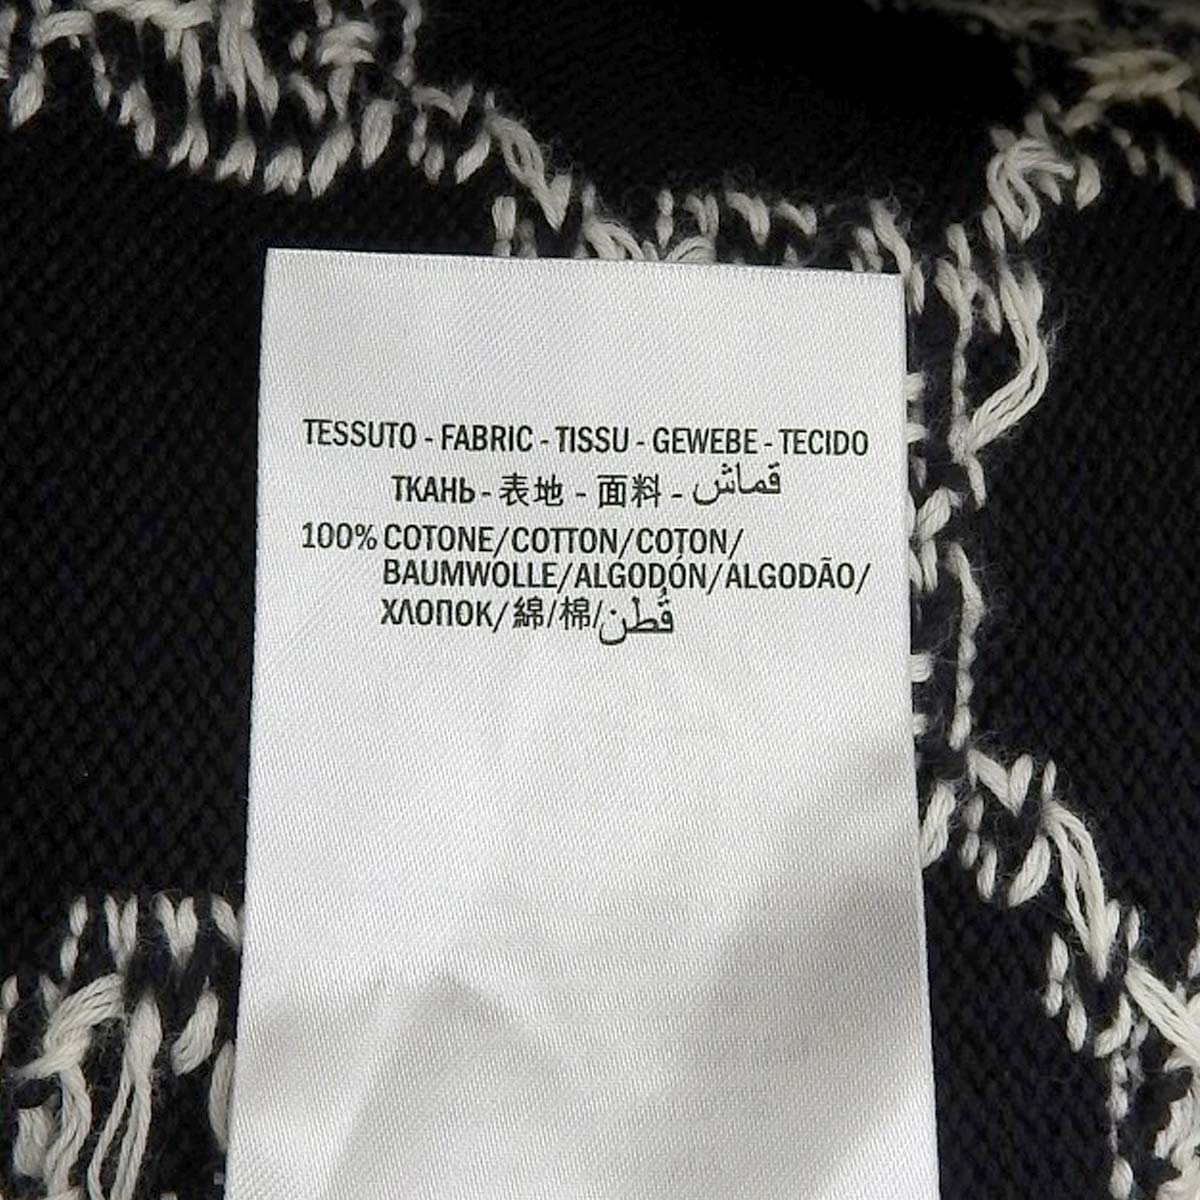 TESSUTO - FABRIC - TISSU - GEWEBE - TECIDO
ТКАНЬ - 表地 - 面料 - قماش
100% COTONE/COTTON/COTON/
BAUMWOLLE/ALGODÓN/ALGODÃO/
ХЛОПОК/綿/棉/قُطن